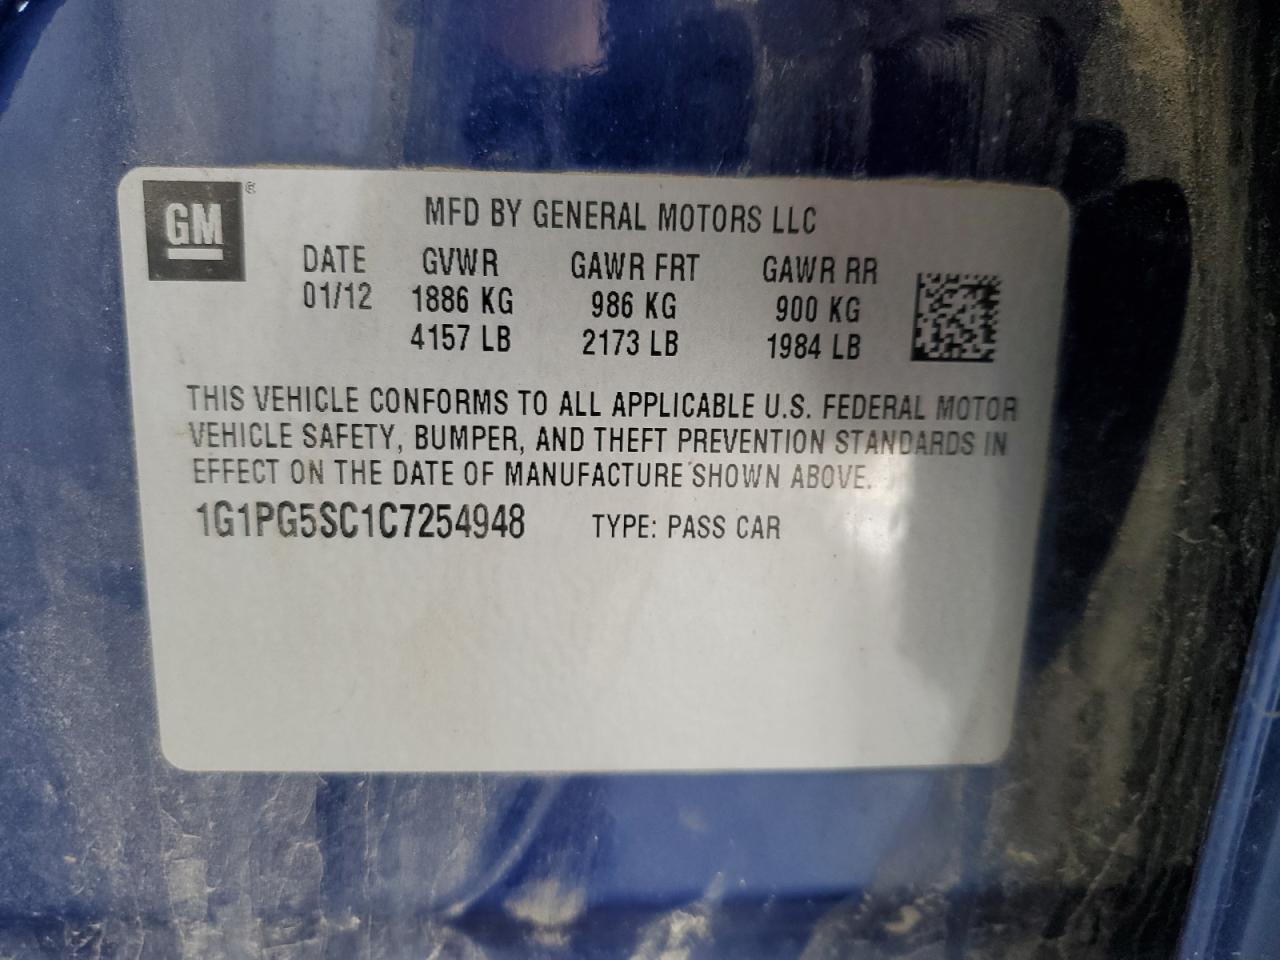 GM ®
MFD BY GENERAL MOTORS LLC
DATE GVWR GAWR FRT GAWR RR
01/12 1886 KG 986 KG 900 KG
4157 LB 2173 LB 1984 LB
THIS VEHICLE CONFORMS TO ALL APPLICABLE U.S. FEDERAL MOTOR
VEHICLE SAFETY, BUMPER, AND THEFT PREVENTION STANDARDS IN
EFFECT ON THE DATE OF MANUFACTURE SHOWN ABOVE.
1G1PG5SC1C7254948 TYPE: PASS CAR